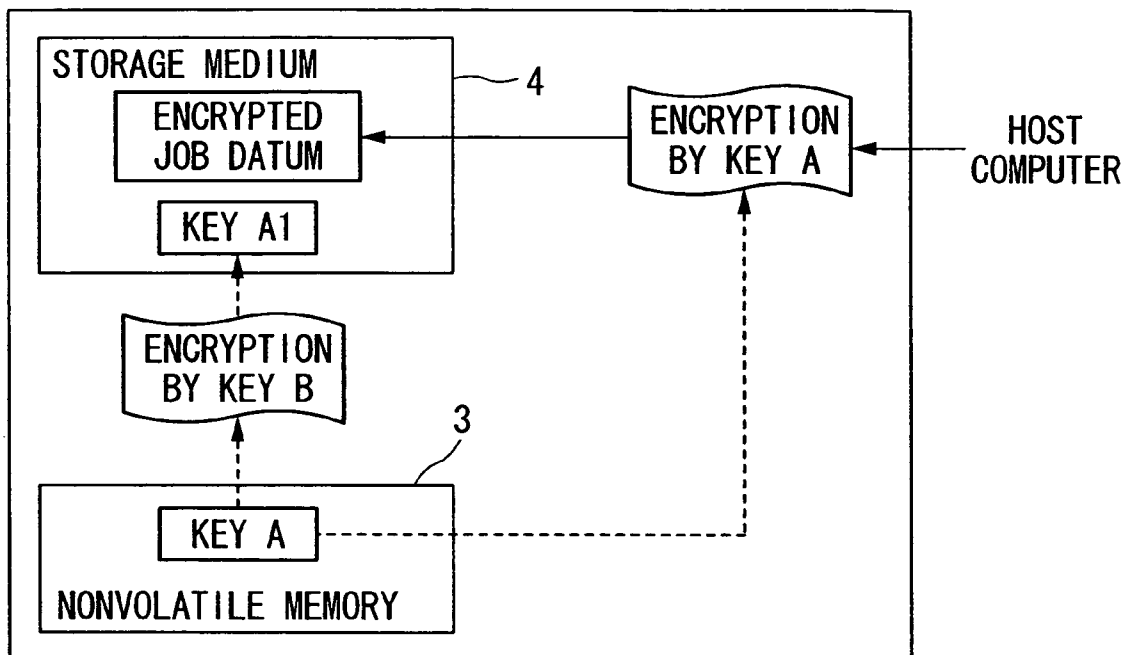 STORAGE MEDIUM
4
ENCRYPTED
JOB DATUM
ENCRYPTION
BY KEY A
HOST
COMPUTER
KEY A1
ENCRYPTION
BY KEY B
3
KEY A
NONVOLATILE MEMORY